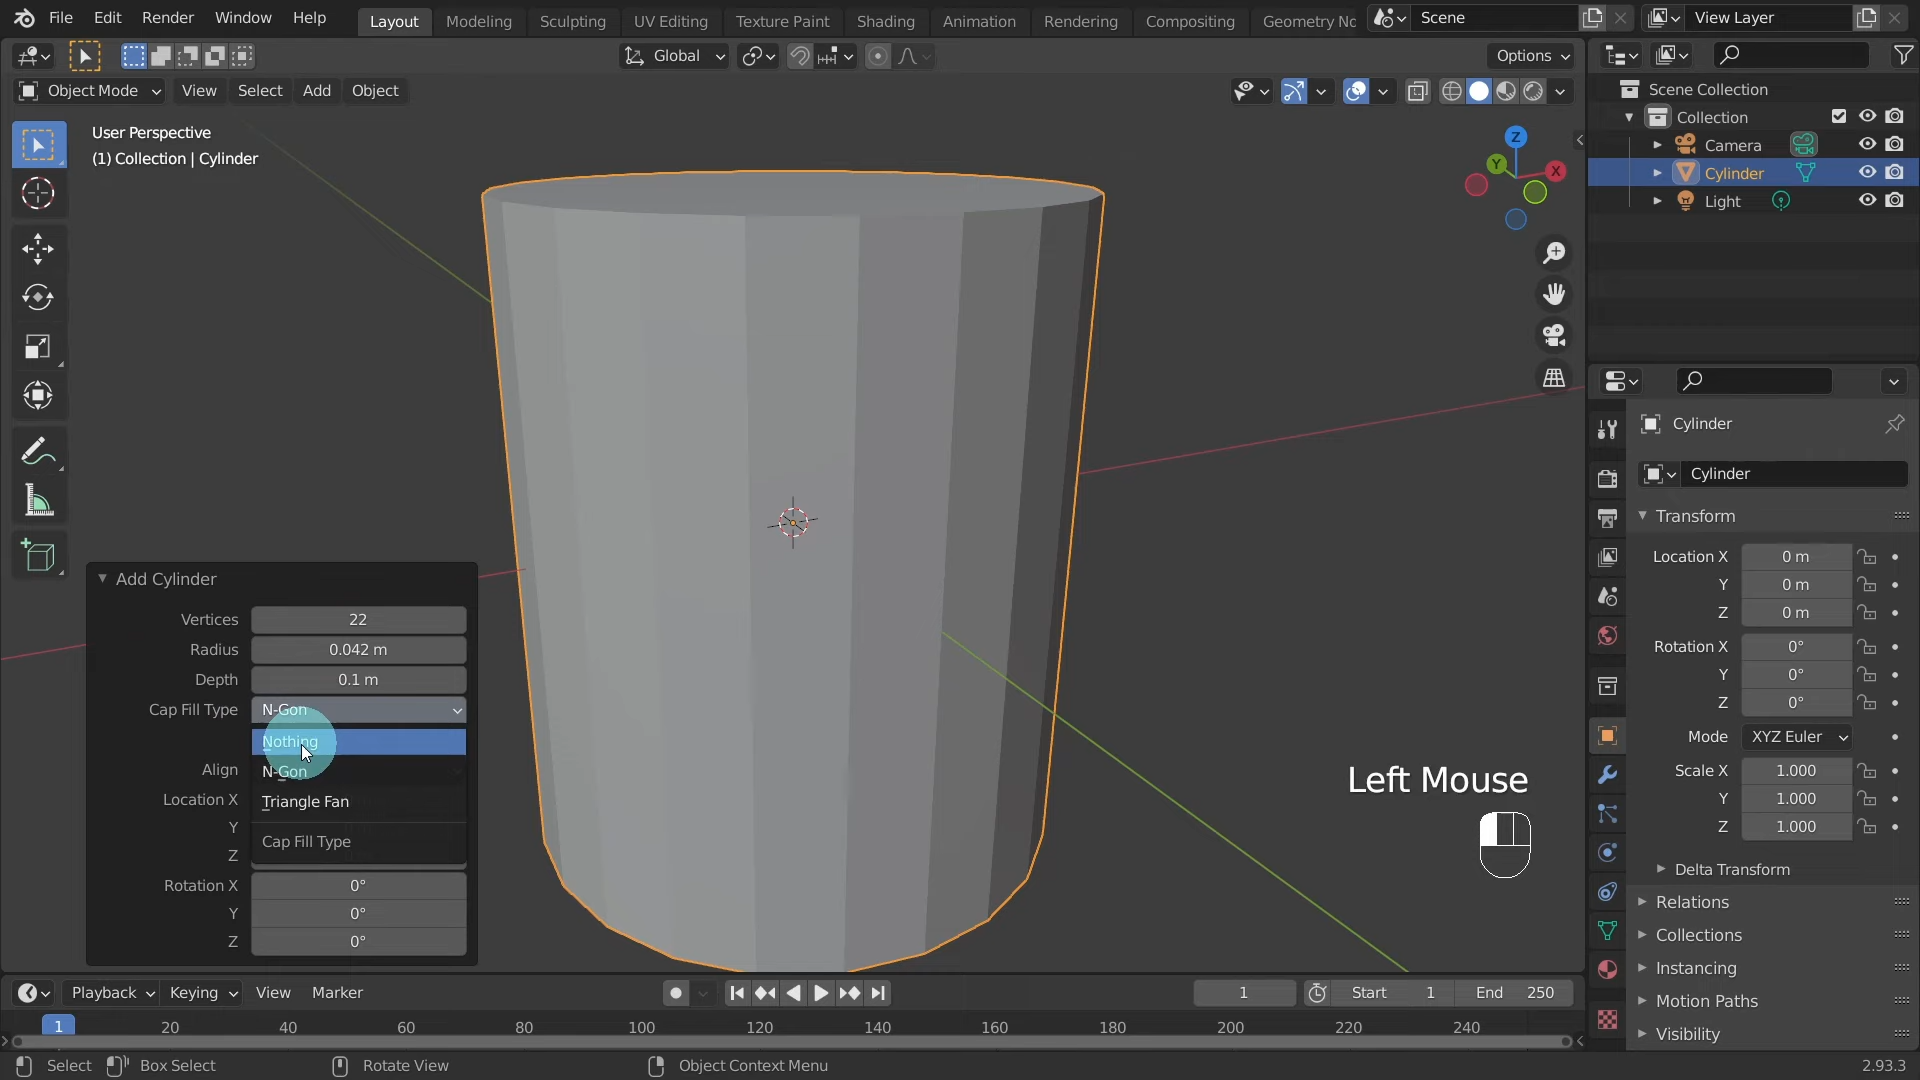 File Edit Render Window Help
Layout Modeling Sculpting UV Editing Texture Paint Shading Animation Rendering Compositing Geometry No
Scene
View Layer
Global
Options
Object Mode
View Select Add Object
User Perspective
(1) Collection | Cylinder
Z
Y
X
Scene Collection
Collection
Camera
Cylinder
Light
Add Cylinder
Vertices 22
Radius 0.042 m
Depth 0.1 m
Cap Fill Type N-Gon
Nothing
Align N-Gon
Location X Triangle Fan
Y
Cap Fill Type
Z
Rotation X 0°
Y 0°
Z 0°
Left Mouse
Cylinder
Cylinder
Transform
Location X 0 m
Y 0 m
Z 0 m
Rotation X 0°
Y 0°
Z 0°
Mode XYZ Euler
Scale X 1.000
Y 1.000
Z 1.000
Delta Transform
Relations
Collections
Instancing
Motion Paths
Visibility
Playback Keying View Marker
1
Start 1
End 250
1 20 40 60 80 100 120 140 160 180 200 220 240
Select Box Select Rotate View Object Context Menu
2.93.3